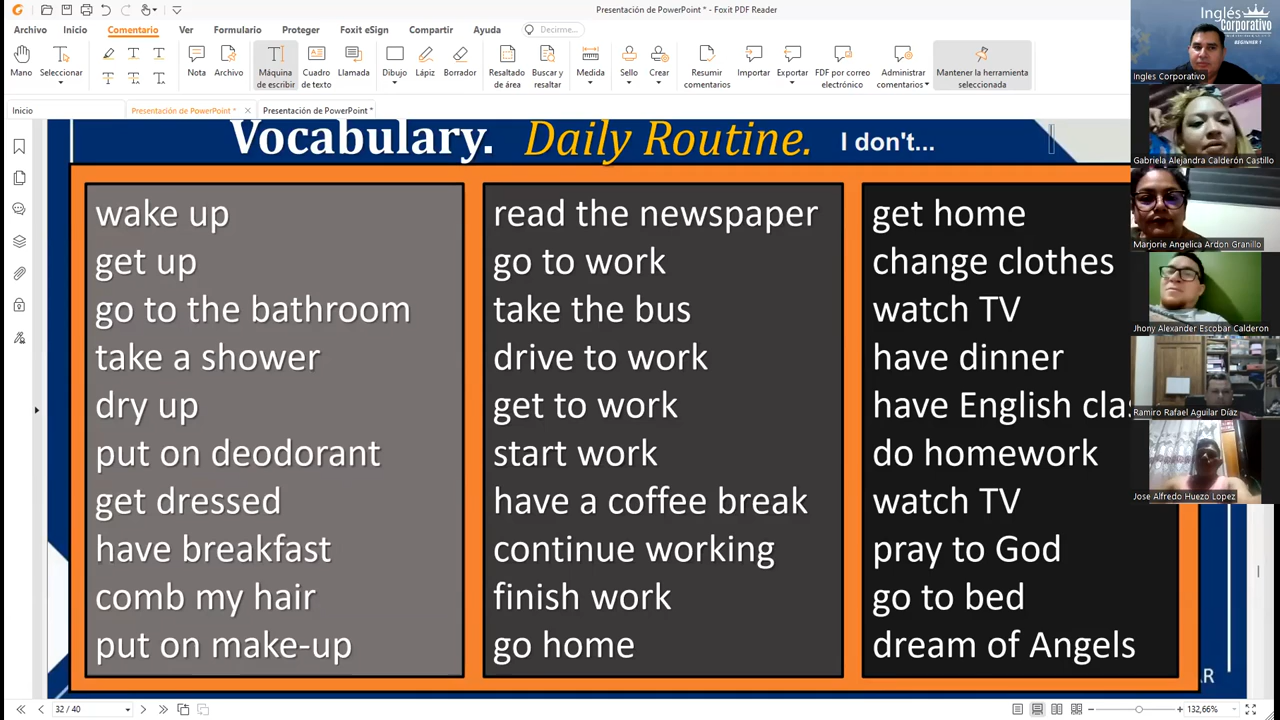 Presentación de PowerPoint * - Foxit PDF Reader
Archivo Inicio Comentario Ver Formulario Proteger Foxit eSign Compartir Ayuda Decirme...
Mano Seleccionar Nota Archivo Máquina de escribir Cuadro de texto Llamada Dibujo Lápiz Borrador Resaltado de área Buscar y resaltar Medida Sello Crear Resumir comentarios Importar Exportar FDP por correo electrónico Administrar comentarios Mantener la herramienta seleccionada
Inicio Presentación de PowerPoint * × Presentación de PowerPoint *
Vocabulary. Daily Routine. I don't...
wake up
get up
go to the bathroom
take a shower
dry up
put on deodorant
get dressed
have breakfast
comb my hair
put on make-up
read the newspaper
go to work
take the bus
drive to work
get to work
start work
have a coffee break
continue working
finish work
go home
get home
change clothes
watch TV
have dinner
have English clas
do homework
watch TV
pray to God
go to bed
dream of Angels
AR
Inglés
Corporativo
BEGINNER 1
Ingles Corporativo
Gabriela Alejandra Calderón Castillo
Marjorie Angelica Ardon Granillo
Jhony Alexander Escobar Calderon
Ramiro Rafael Aguilar Díaz
Jose Alfredo Huezo Lopez
32 / 40
132,66%